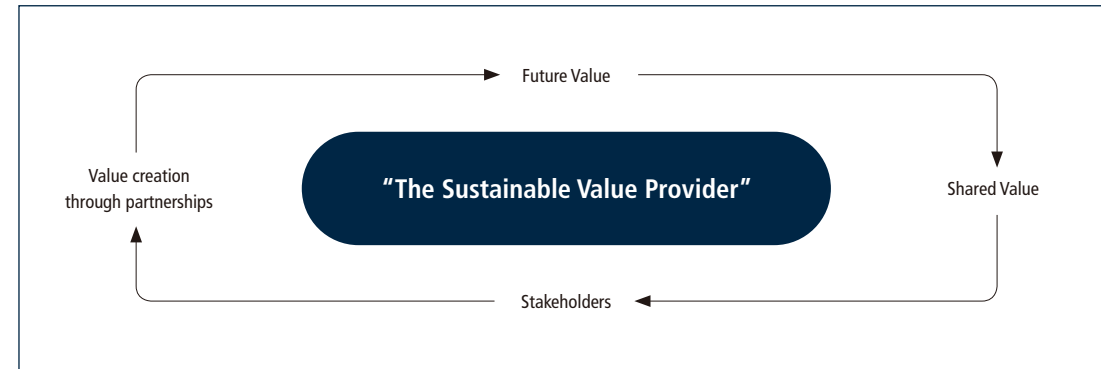 Future Value
Value creation
through partnerships
“The Sustainable Value Provider”
Shared Value
Stakeholders